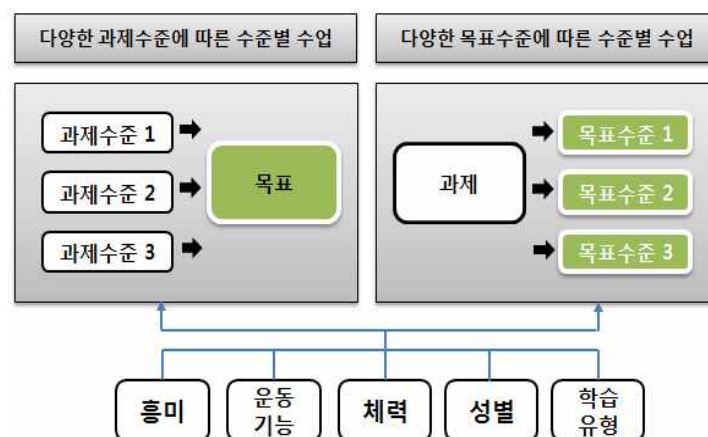 다양한 과제수준에 따른 수준별 수업
다양한 목표수준에 따른 수준별 수업
과제수준 1
과제수준 2
과제수준 3
목표
과제
목표수준 1
목표수준 2
목표수준 3
흥미
운동
기능
체력
성별
학습
유형